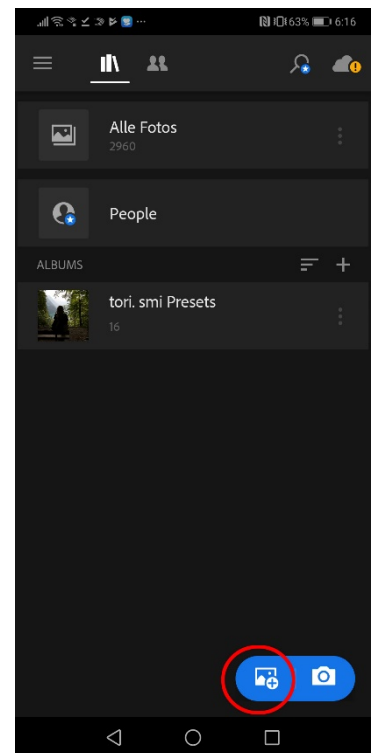 63% 6:16
Alle Fotos
2960
People
ALBUMS
tori. smi Presets
16